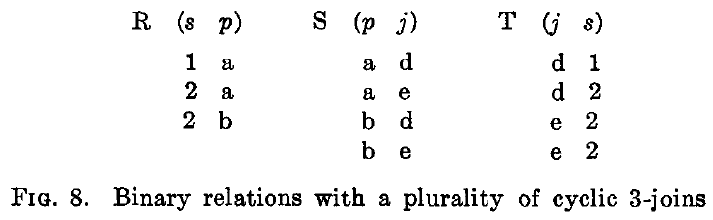 R (s p) S (p j) T (j s)
1 a a d d 1
2 a a e d 2
2 b b d e 2
b e e 2
FIG. 8. Binary relations with a plurality of cyclic 3-joins